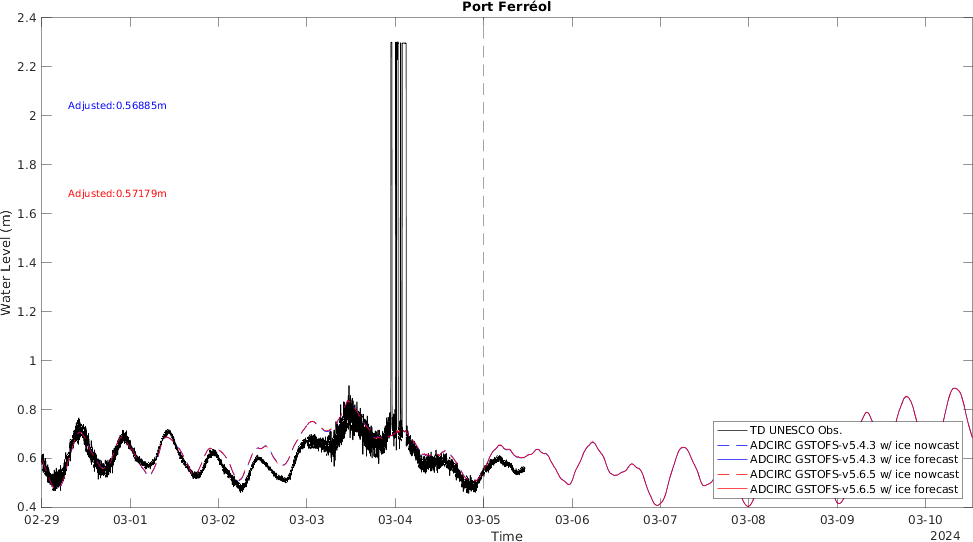 Port Ferréol
2.4
2.2
2
1.8
1.6
1.4
1.2
1
0.8
0.6
0.4
Water Level (m)
Adjusted:0.56885m
Adjusted:0.57179m
TD UNESCO Obs.
ADCIRC GSTOFS-v5.4.3 w/ ice nowcast
ADCIRC GSTOFS-v5.4.3 w/ ice forecast
ADCIRC GSTOFS-v5.6.5 w/ ice nowcast
ADCIRC GSTOFS-v5.6.5 w/ ice forecast
02-29 03-01 03-02 03-03 03-04 03-05 03-06 03-07 03-08 03-09 03-10
Time
2024